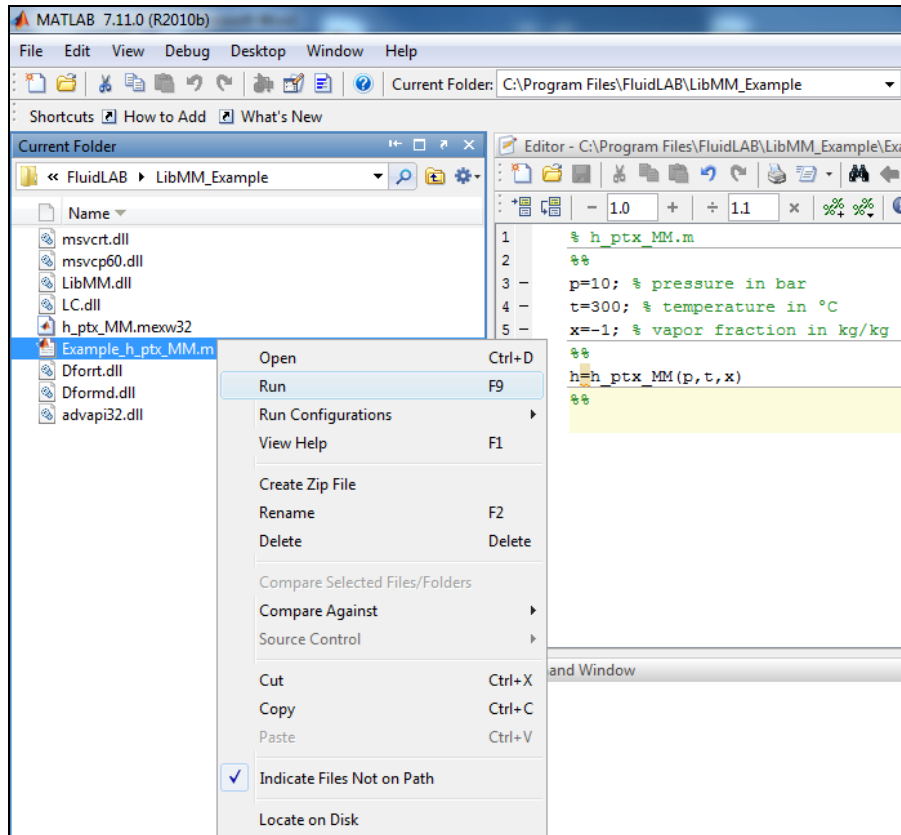 MATLAB 7.11.0 (R2010b)
File Edit View Debug Desktop Window Help
Current Folder: C:\Program Files\FluidLAB\LibMM_Example
Shortcuts How to Add What's New
Current Folder
« FluidLAB LibMM_Example
Name
msvcrt.dll
msvcp60.dll
LibMM.dll
LC.dll
h_ptx_MM.mexw32
Example_h_ptx_MM.m
Dforrt.dll
Dformd.dll
advapi32.dll
Open Ctrl+D
Run F9
Run Configurations
View Help F1
Create Zip File
Rename F2
Delete Delete
Compare Selected Files/Folders
Compare Against
Source Control
Cut Ctrl+X
Copy Ctrl+C
Paste Ctrl+V
Indicate Files Not on Path
Locate on Disk
Editor - C:\Program Files\FluidLAB\LibMM_Example\Exa
− 1.0 + ÷ 1.1 ×
1 % h_ptx_MM.m
2 %%
3 – p=10; % pressure in bar
4 – t=300; % temperature in °C
5 – x=-1; % vapor fraction in kg/kg
%%
h=h_ptx_MM(p,t,x)
%%
and Window